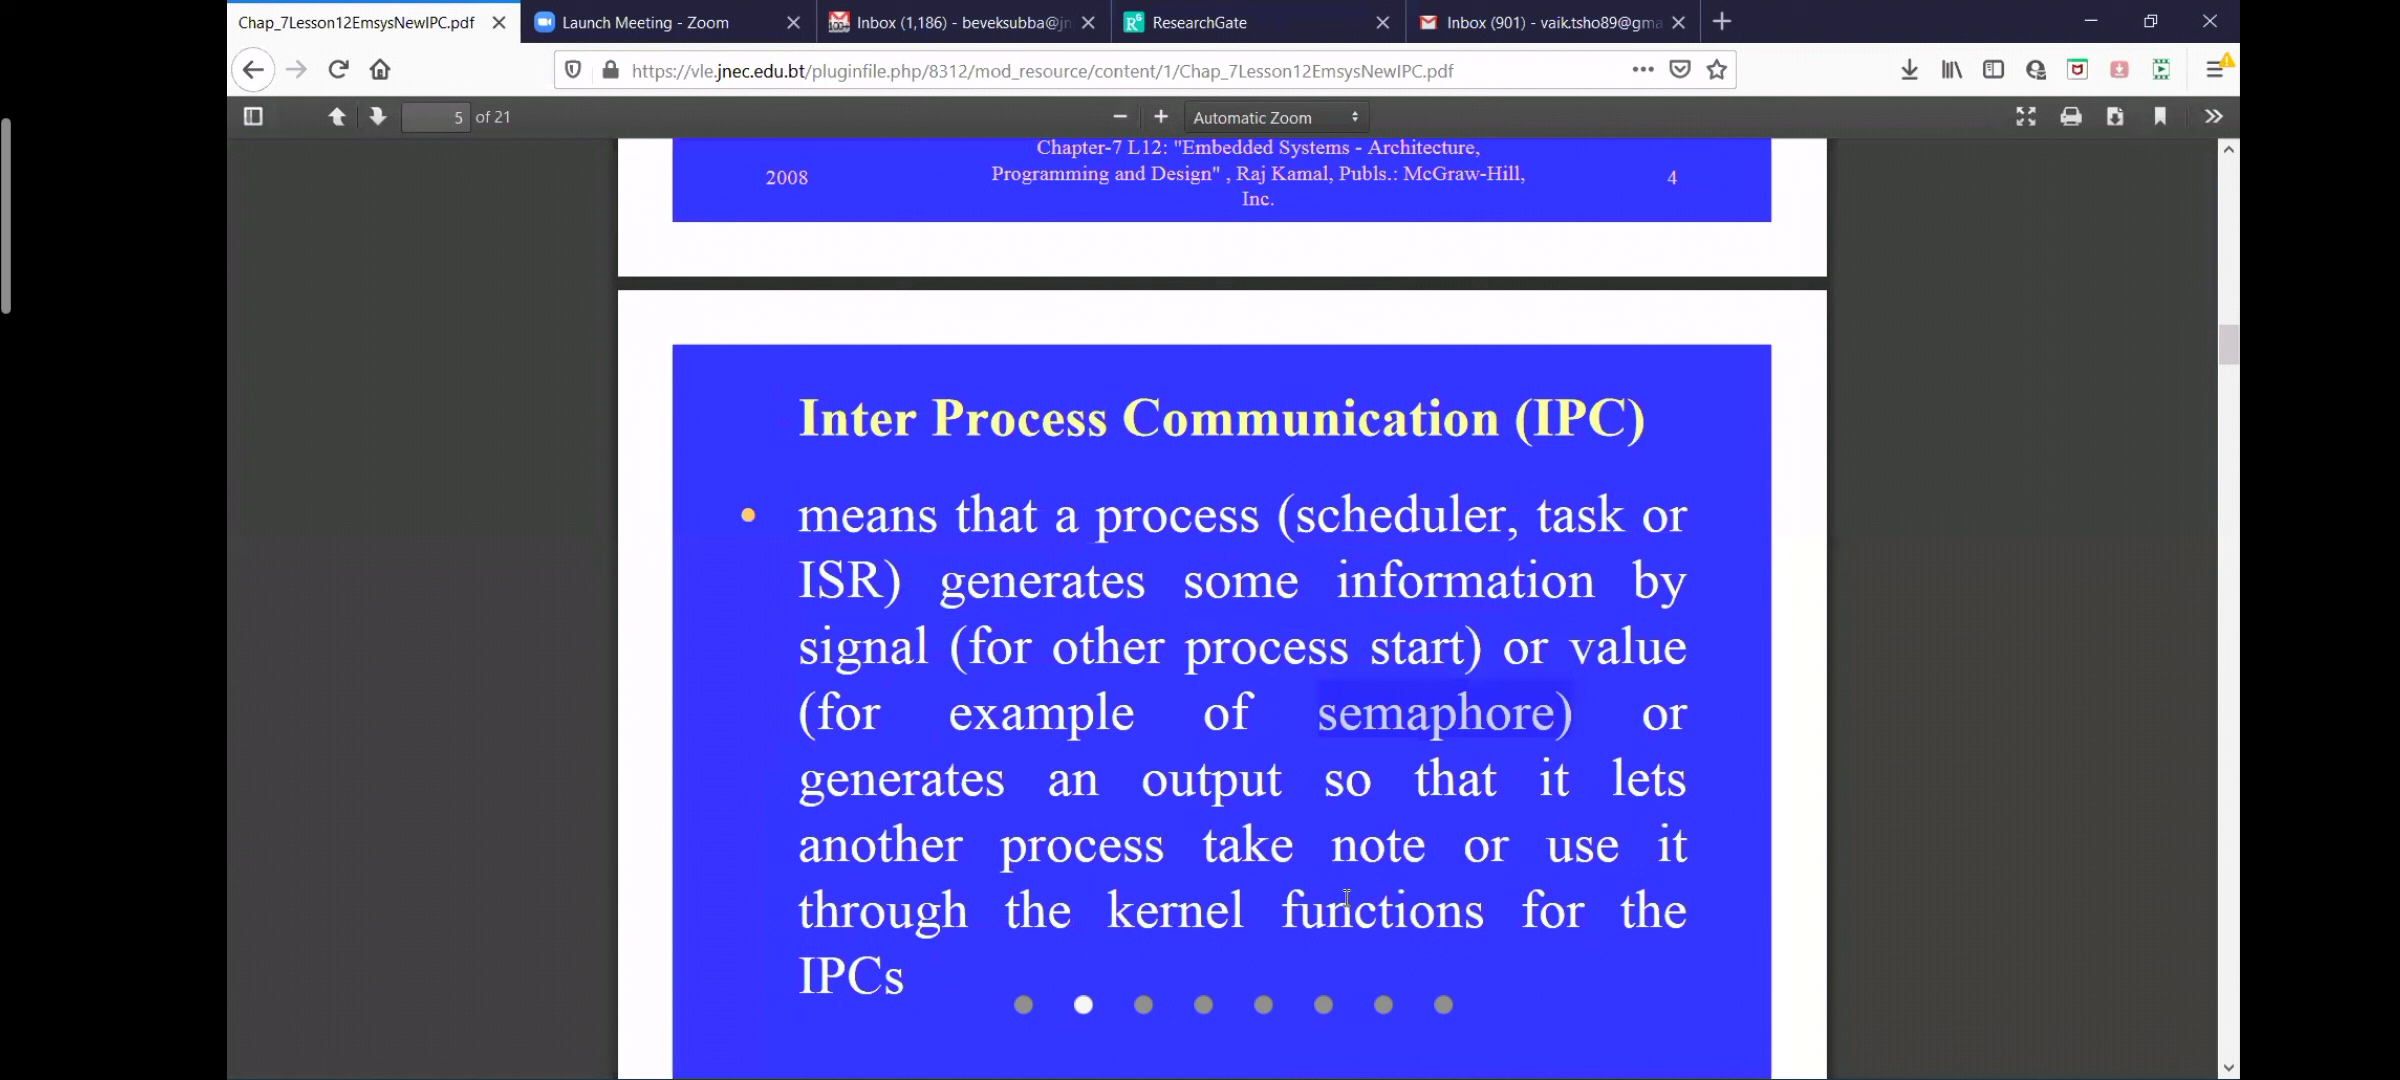 Chap_7Lesson12EmsysNewIPC.pdf
Launch Meeting - Zoom
Inbox (1,186) - beveksubba@jn
ResearchGate
Inbox (901) - vaik.tsho89@gma
https://vle.jnec.edu.bt/pluginfile.php/8312/mod_resource/content/1/Chap_7Lesson12EmsysNewIPC.pdf
5 of 21
Automatic Zoom
Chapter-7 L12: "Embedded Systems - Architecture,
2008
Programming and Design" , Raj Kamal, Publs.: McGraw-Hill,
4
Inc.
Inter Process Communication (IPC)
• means that a process (scheduler, task or
ISR) generates some information by
signal (for other process start) or value
(for example of semaphore) or
generates an output so that it lets
another process take note or use it
through the kernel functions for the
IPCs